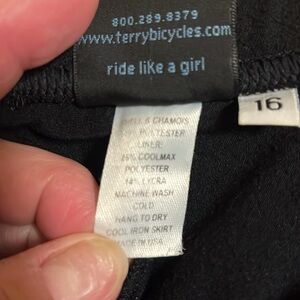 800.289.8379
www.terrybicycles.com
ride like a girl
16
SHELL & CHAMOIS
POLYESTER
LINER:
86% COOLMAX
POLYESTER
14% LYCRA
MACHINE WASH
COLD
HANG TO DRY
COOL IRON SKIRT
MADE IN USA